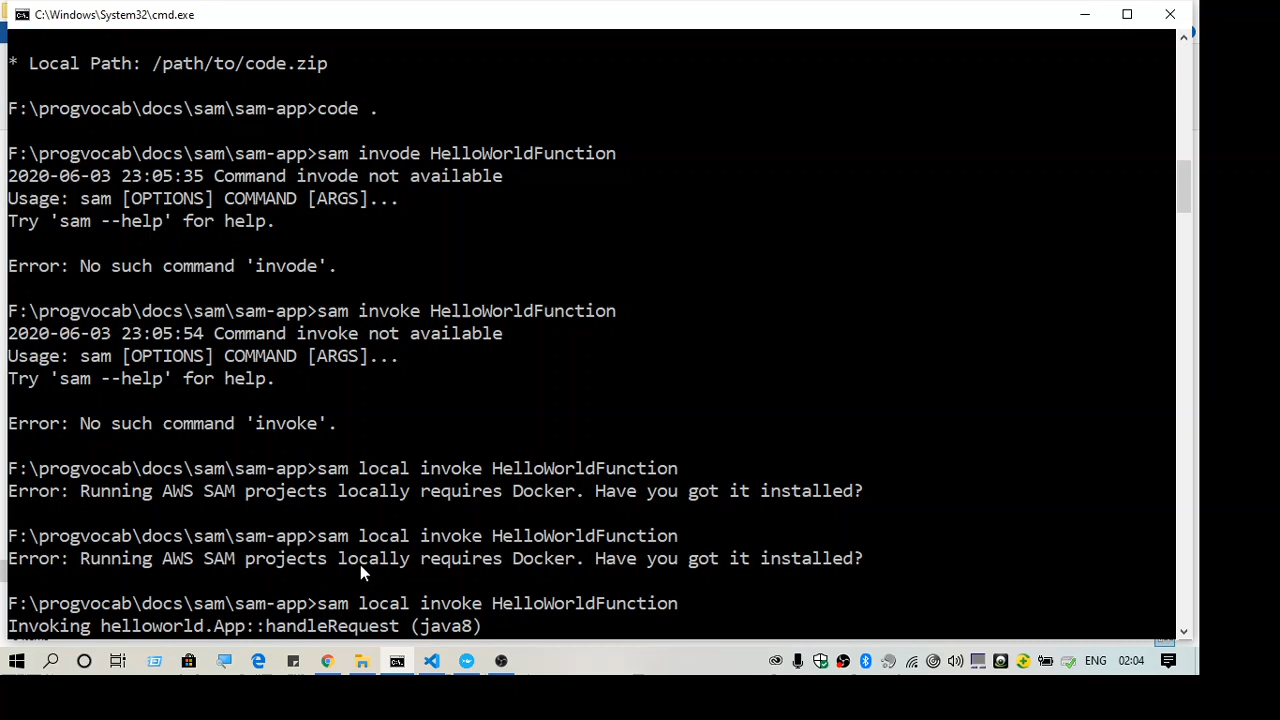 C:\Windows\System32\cmd.exe
* Local Path: /path/to/code.zip
F:\progvocab\docs\sam\sam-app>code .
F:\progvocab\docs\sam\sam-app>sam invode HelloWorldFunction
2020-06-03 23:05:35 Command invode not available
Usage: sam [OPTIONS] COMMAND [ARGS]...
Try 'sam --help' for help.
Error: No such command 'invode'.
F:\progvocab\docs\sam\sam-app>sam invoke HelloWorldFunction
2020-06-03 23:05:54 Command invoke not available
Usage: sam [OPTIONS] COMMAND [ARGS]...
Try 'sam --help' for help.
Error: No such command 'invoke'.
F:\progvocab\docs\sam\sam-app>sam local invoke HelloWorldFunction
Error: Running AWS SAM projects locally requires Docker. Have you got it installed?
F:\progvocab\docs\sam\sam-app>sam local invoke HelloWorldFunction
Error: Running AWS SAM projects locally requires Docker. Have you got it installed?
F:\progvocab\docs\sam\sam-app>sam local invoke HelloWorldFunction
Invoking helloworld.App::handleRequest (java8)
ENG 02:04